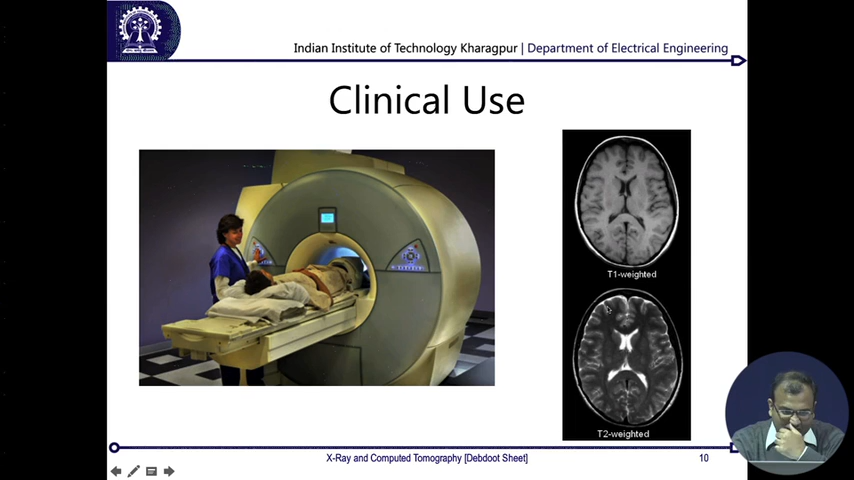 Indian Institute of Technology Kharagpur | Department of Electrical Engineering
Clinical Use
T1-weighted
T2-weighted
X-Ray and Computed Tomography [Debdoot Sheet]
10